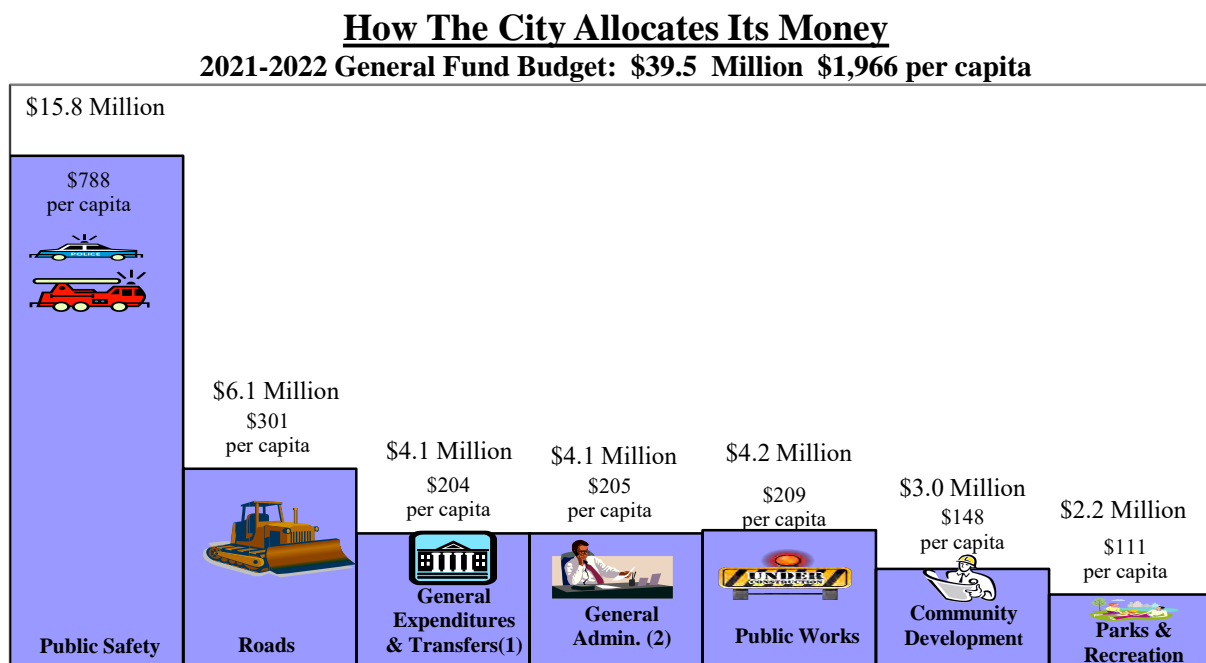 How The City Allocates Its Money
2021-2022 General Fund Budget: $39.5 Million $1,966 per capita
$15.8 Million
$788
per capita
POLICE
Public Safety
$6.1 Million
$301
per capita
Roads
$4.1 Million
$204
per capita
General
Expenditures
& Transfers(1)
$4.1 Million
$205
per capita
General
Admin. (2)
$4.2 Million
$209
per capita
UNDER
CONSTRUCTION
Public Works
$3.0 Million
$148
per capita
Community
Development
$2.2 Million
$111
per capita
Parks &
Recreation